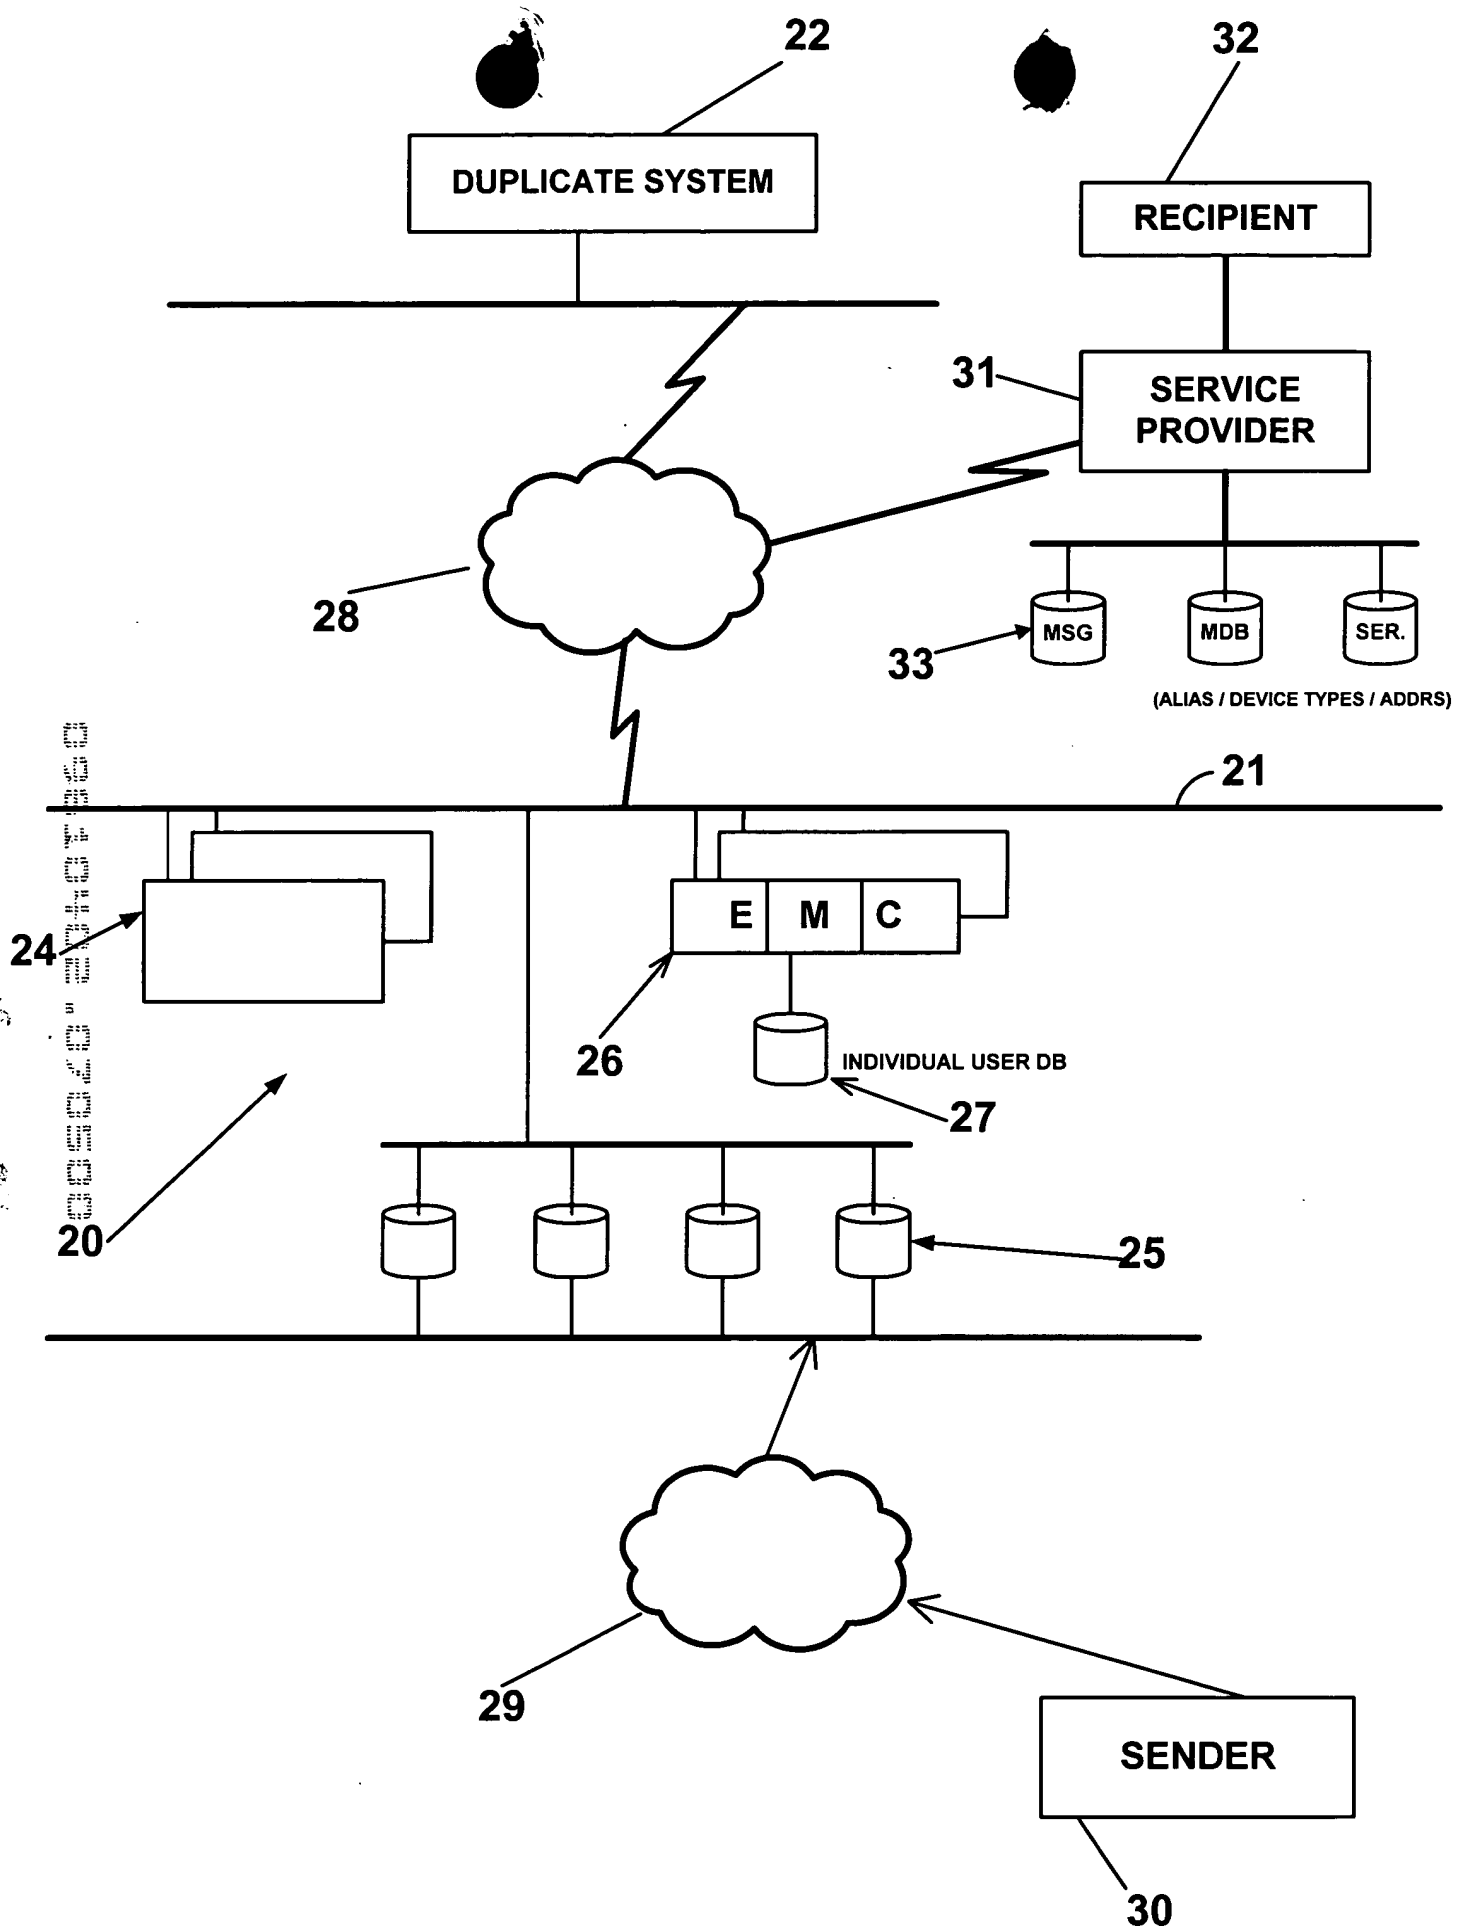 22
32
DUPLICATE SYSTEM
RECIPIENT
31
SERVICE
PROVIDER
28
33
MSG
MDB
SER.
(ALIAS / DEVICE TYPES / ADDRS)
21
24
E
M
C
26
INDIVIDUAL USER DB
27
20
25
29
SENDER
30